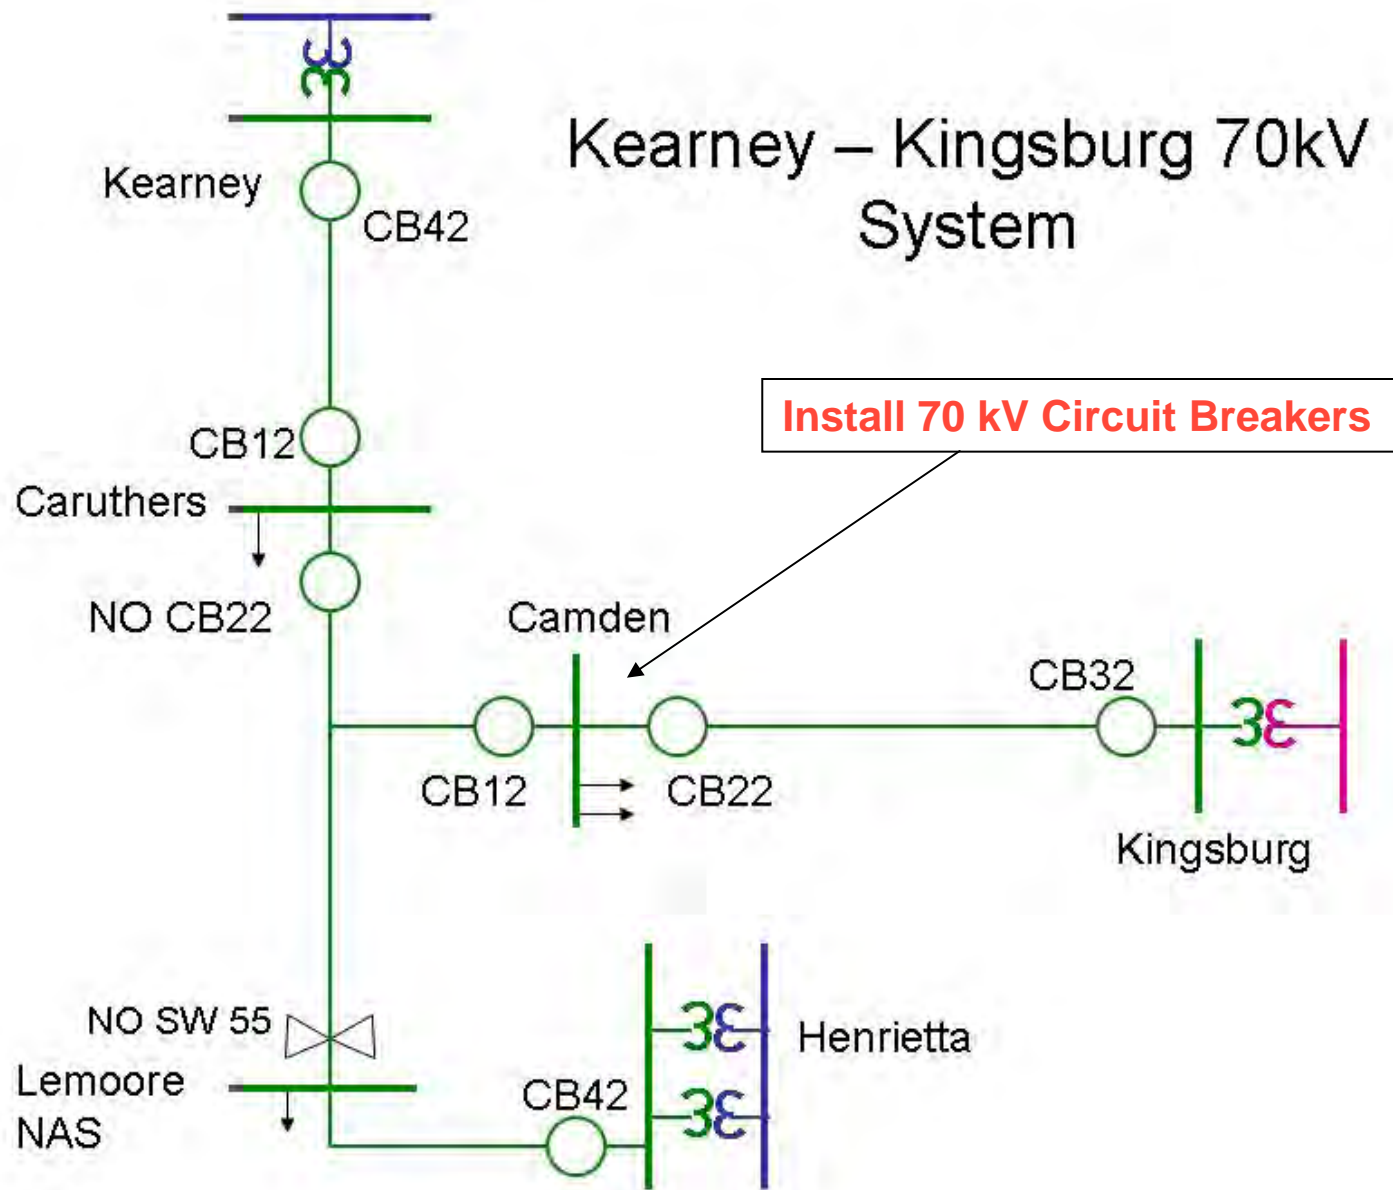 Kearney – Kingsburg 70kV
System
Kearney
CB42
Install 70 kV Circuit Breakers
CB12
Caruthers
NO CB22
Camden
CB32
CB12
CB22
Kingsburg
NO SW 55
Henrietta
Lemoore
NAS
CB42